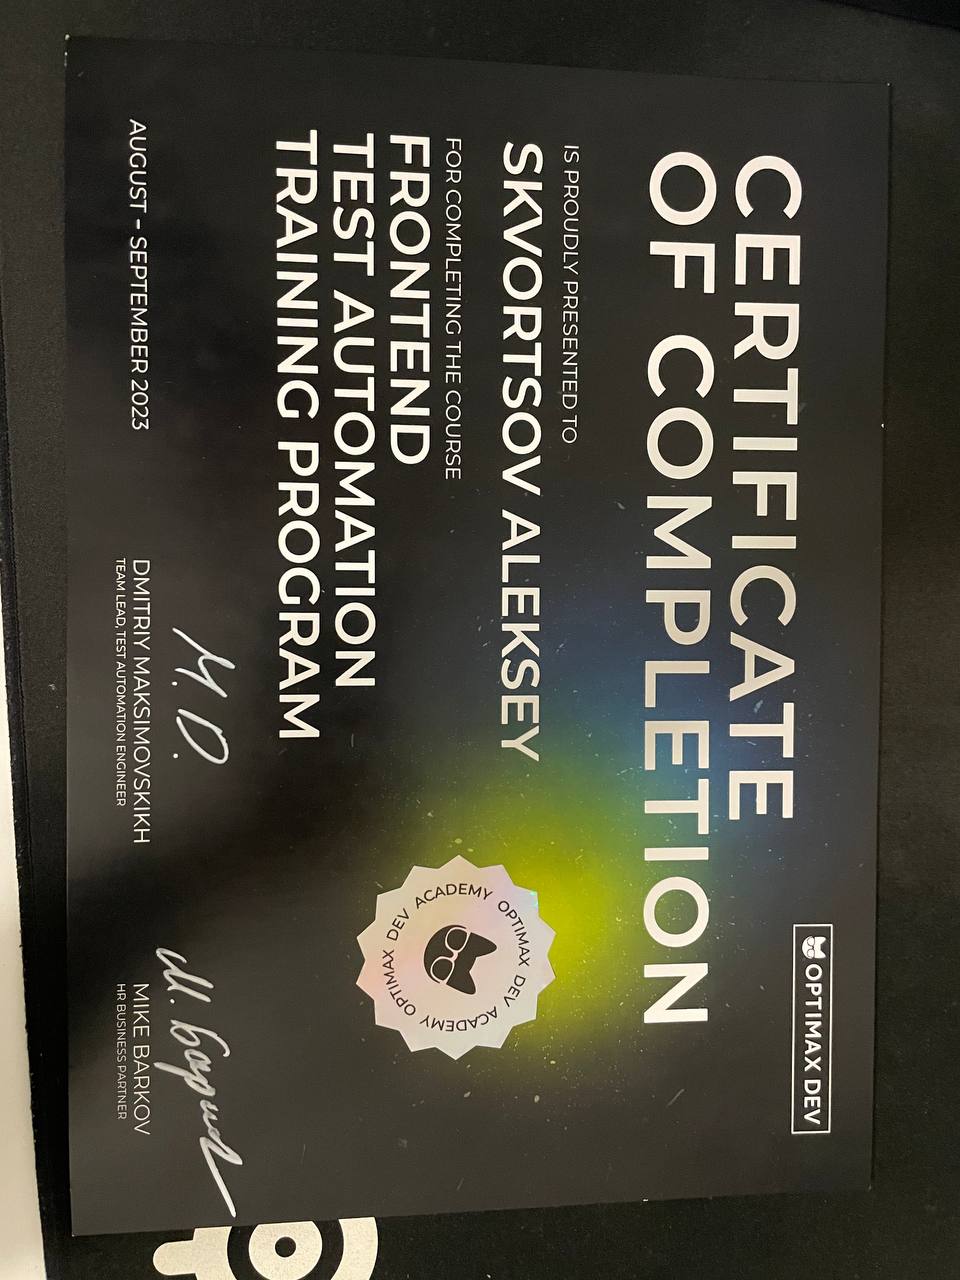 OPTIMAX DEV
CERTIFICATE
OF COMPLETION
IS PROUDLY PRESENTED TO
SKVORTSOV ALEKSEY
FOR COMPLETING THE COURSE
FRONTEND
TEST AUTOMATION
TRAINING PROGRAM
OPTIMAX DEV ACADEMY OPTIMAX DEV ACADEMY
M. D.
М. Барков
AUGUST – SEPTEMBER 2023
DMITRIY MAKSIMOVSKIKH
TEAM LEAD, TEST AUTOMATION ENGINEER
MIKE BARKOV
HR BUSINESS PARTNER